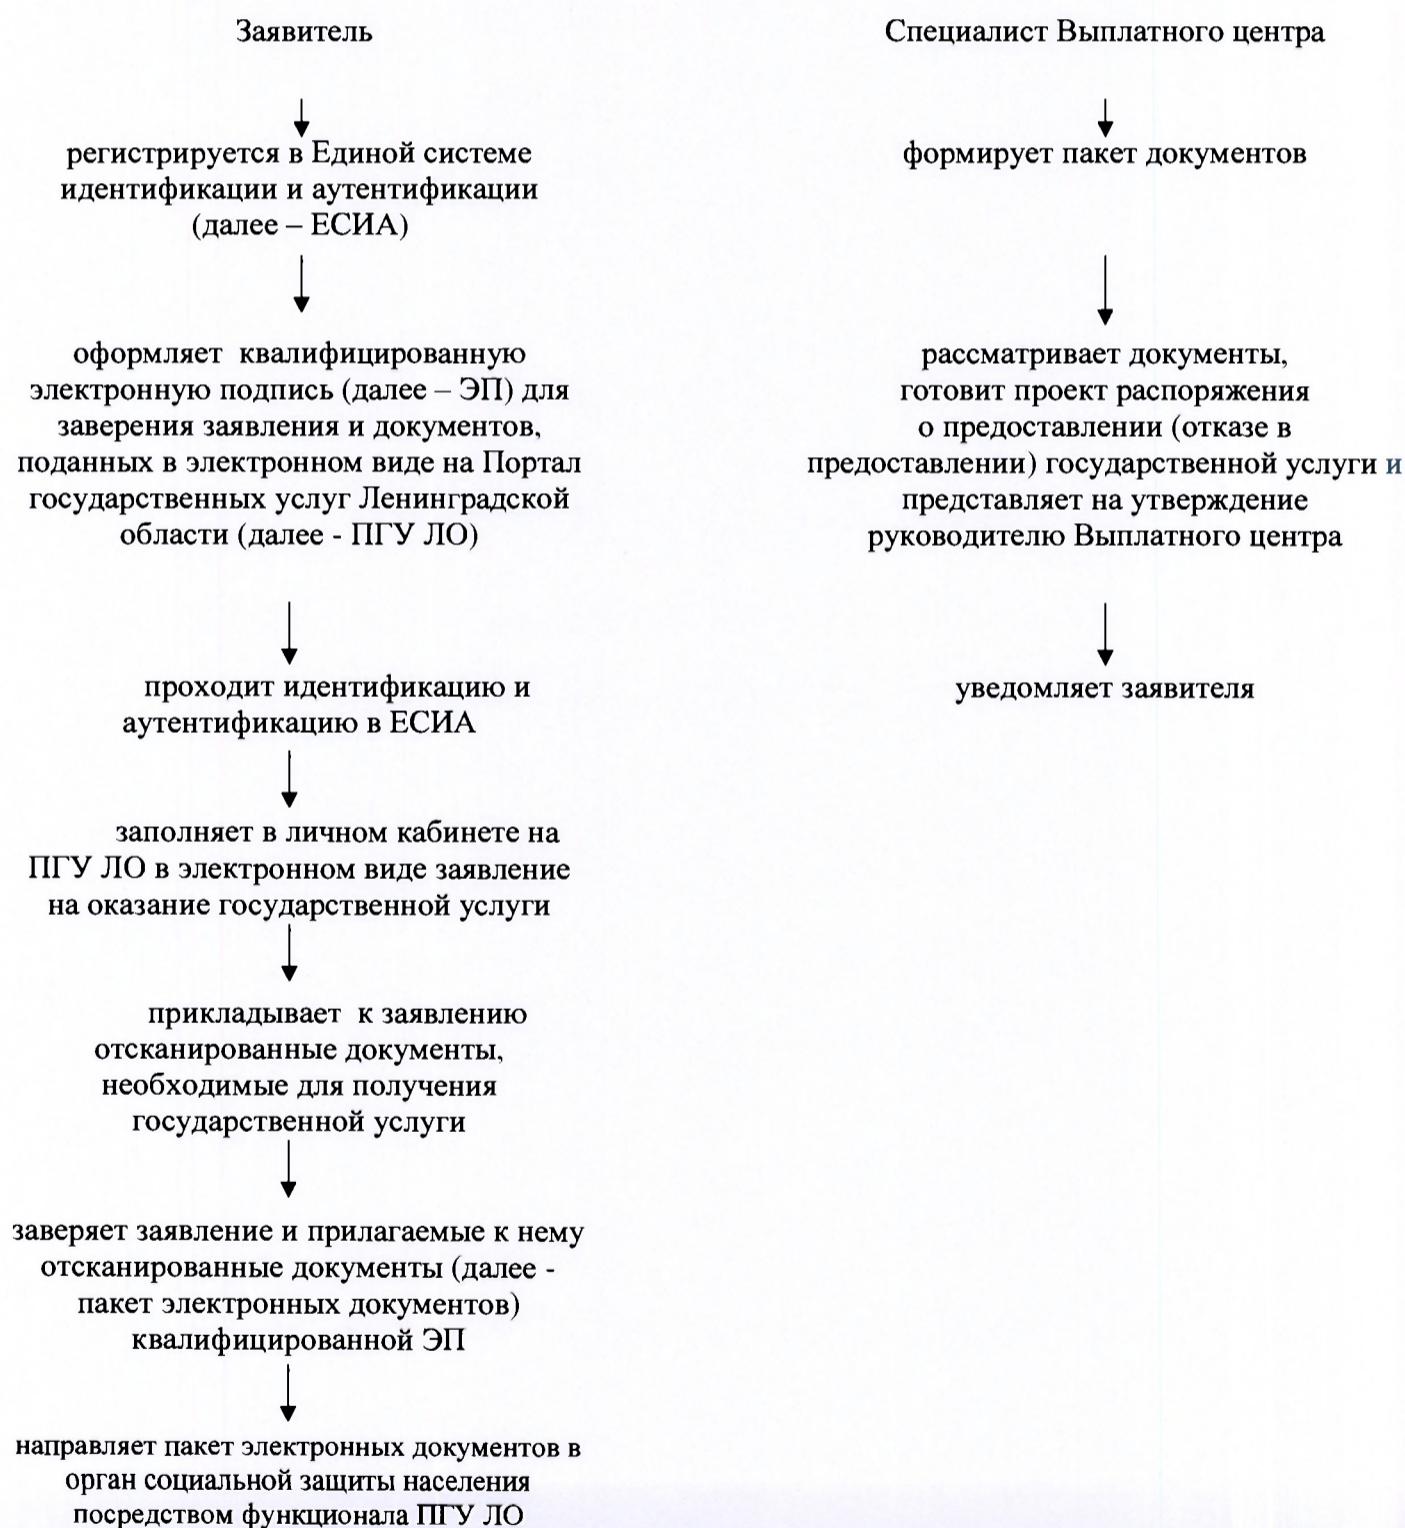 Заявитель
регистрируется в Единой системе
идентификации и аутентификации
(далее – ЕСИА)
оформляет квалифицированную
электронную подпись (далее – ЭП) для
заверения заявления и документов,
поданных в электронном виде на Портал
государственных услуг Ленинградской
области (далее - ПГУ ЛО)
проходит идентификацию и
аутентификацию в ЕСИА
заполняет в личном кабинете на
ПГУ ЛО в электронном виде заявление
на оказание государственной услуги
прикладывает к заявлению
отсканированные документы,
необходимые для получения
государственной услуги
заверяет заявление и прилагаемые к нему
отсканированные документы (далее -
пакет электронных документов)
квалифицированной ЭП
направляет пакет электронных документов в
орган социальной защиты населения
посредством функционала ПГУ ЛО
Специалист Выплатного центра
формирует пакет документов
рассматривает документы,
готовит проект распоряжения
о предоставлении (отказе в
предоставлении) государственной услуги и
представляет на утверждение
руководителю Выплатного центра
уведомляет заявителя